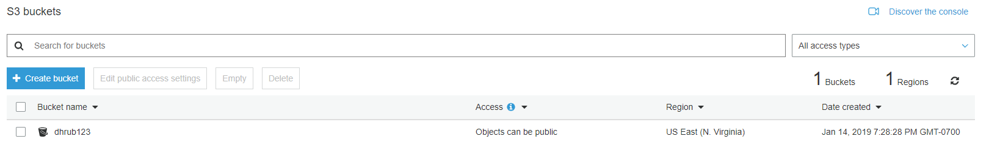 S3 buckets
Discover the console
Search for buckets
All access types
Create bucket
Edit public access settings
Empty
Delete
1 Buckets
1 Regions
Bucket name
Access
Region
Date created
dhrub123
Objects can be public
US East (N. Virginia)
Jan 14, 2019 7:28:28 PM GMT-0700